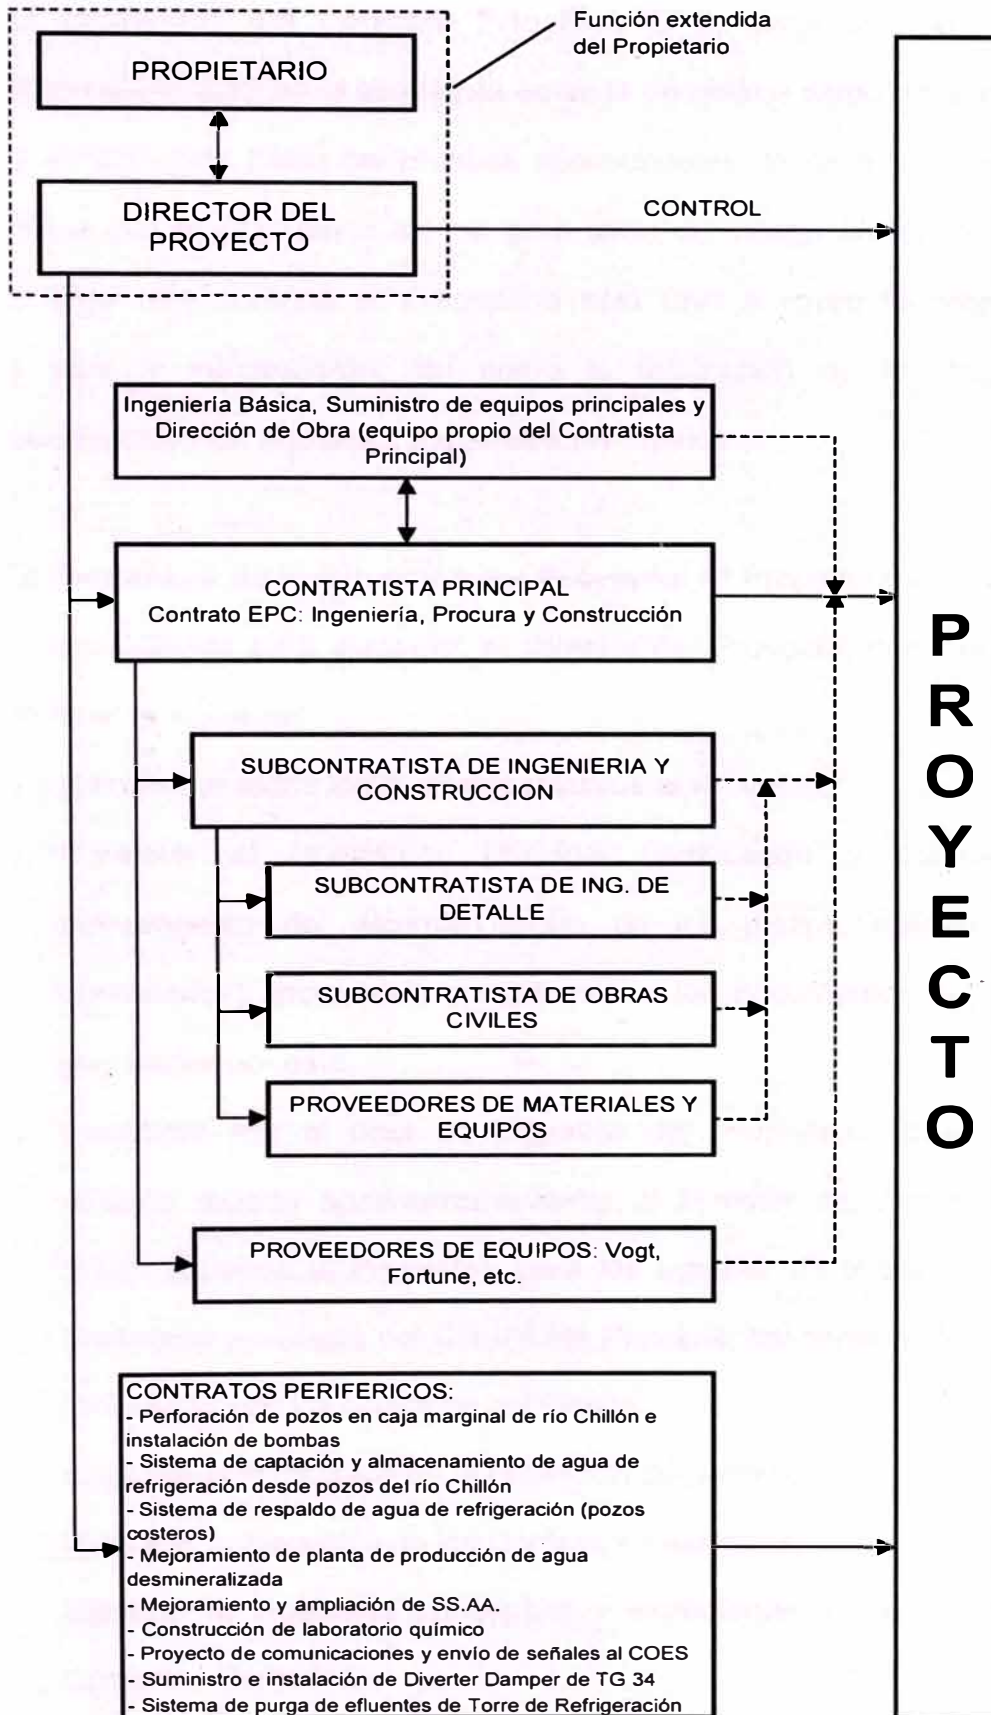 Función extendida
del Propietario
PROPIETARIO
DIRECTOR DEL
PROYECTO
CONTROL
Ingeniería Básica, Suministro de equipos principales y
Dirección de Obra (equipo propio del Contratista
Principal)
CONTRATISTA PRINCIPAL
Contrato EPC: Ingeniería, Procura y Construcción
SUBCONTRATISTA DE INGENIERIA Y
CONSTRUCCION
SUBCONTRATISTA DE ING. DE
DETALLE
SUBCONTRATISTA DE OBRAS
CIVILES
PROVEEDORES DE MATERIALES Y
EQUIPOS
PROVEEDORES DE EQUIPOS: Vogt,
Fortune, etc.
CONTRATOS PERIFERICOS:
- Perforación de pozos en caja marginal de río Chillón e
instalación de bombas
- Sistema de captación y almacenamiento de agua de
refrigeración desde pozos del río Chillón
- Sistema de respaldo de agua de refrigeración (pozos
costeros)
- Mejoramiento de planta de producción de agua
desmineralizada
- Mejoramiento y ampliación de SS.AA.
- Construcción de laboratorio químico
- Proyecto de comunicaciones y envío de señales al COES
- Suministro e instalación de Diverter Damper de TG 34
- Sistema de purga de efluentes de Torre de Refrigeración
P
R
O
Y
E
C
T
O